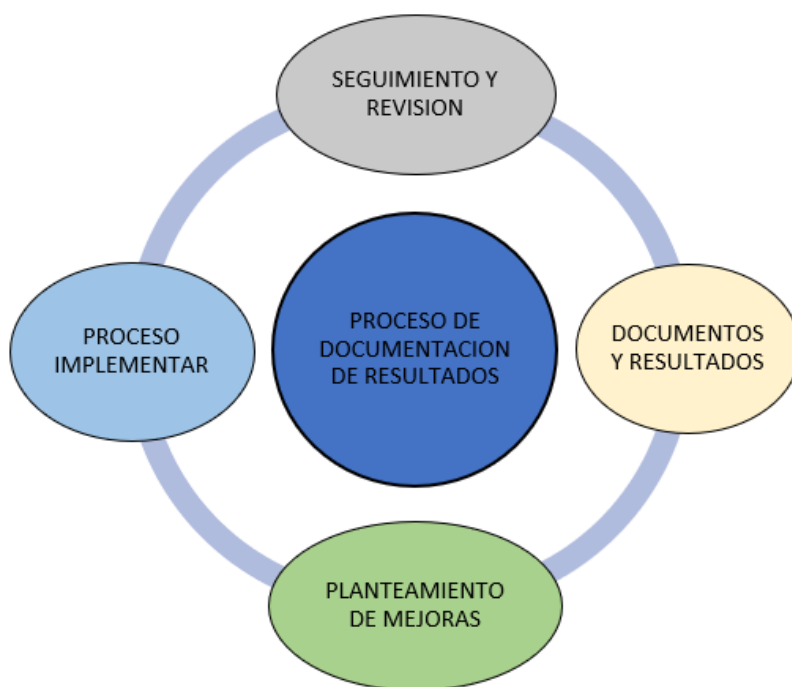 SEGUIMIENTO Y
REVISION
PROCESO
IMPLEMENTAR
PROCESO DE
DOCUMENTACION
DE RESULTADOS
DOCUMENTOS
Y RESULTADOS
PLANTEAMIENTO
DE MEJORAS